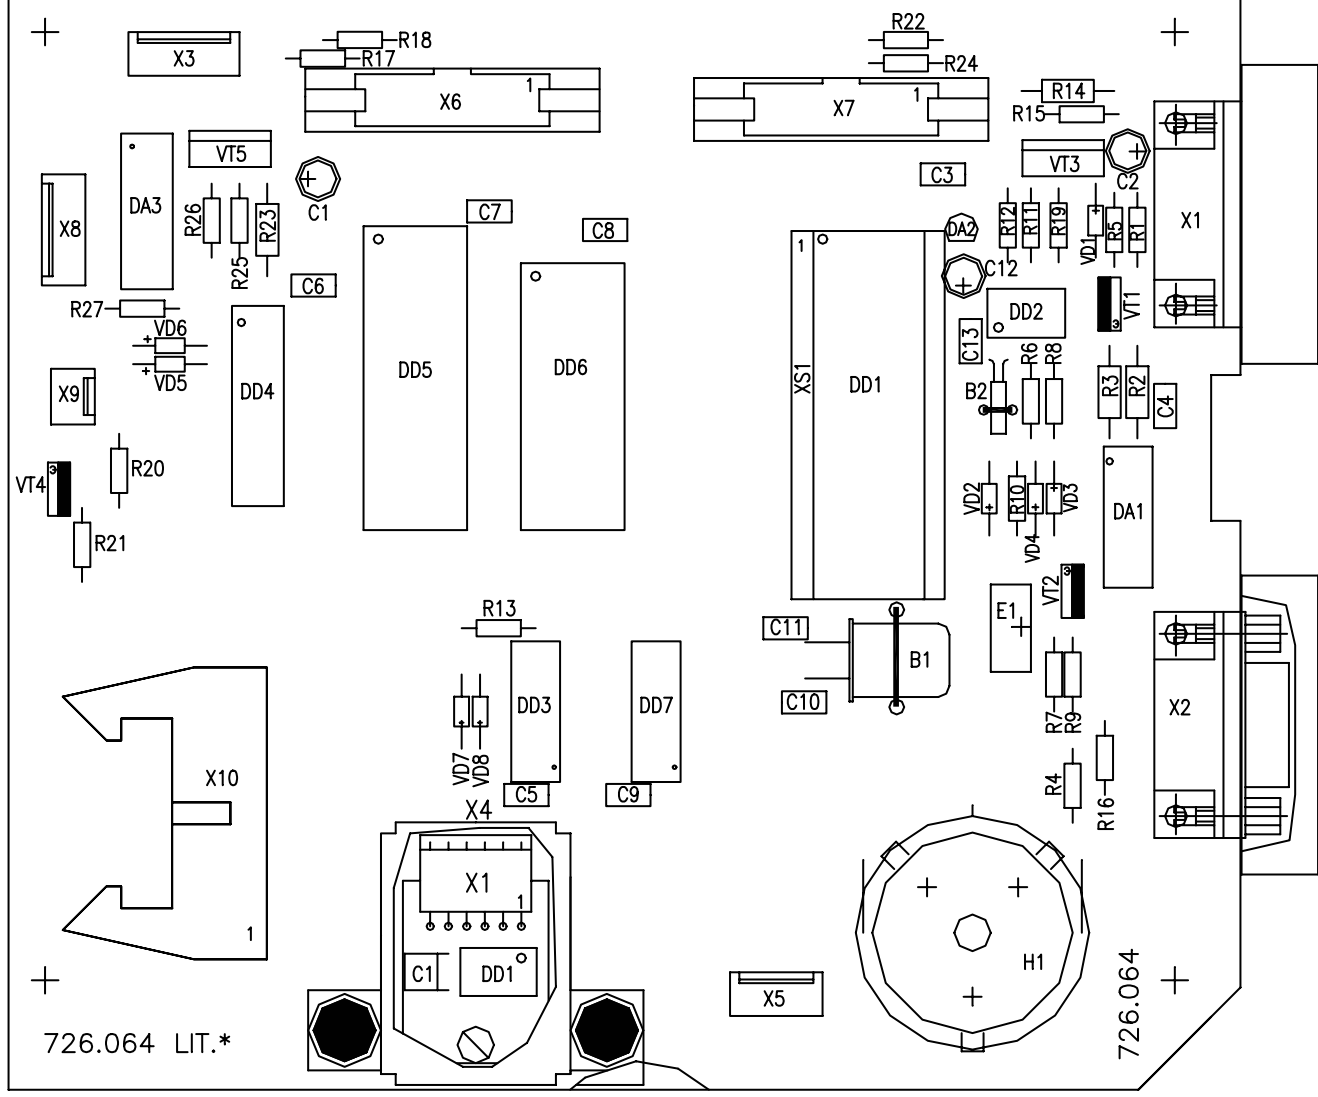 R22
R18
X3
R17
R24
X6
1
X7
1
R14
R15
VT5
VT3
C3
C2
DA3
C1
C7
X8
R26
R25
R23
C8
R12
R11
R19
VD1
R5
R1
X1
DA2
1
C12
C6
R27
VD6
VD5
DD2
VT1
3
C13
R6
R8
DD5
DD6
XS1
DD1
DD4
X9
B2
R3
R2
C4
3
VT4
R20
VD2
R10
VD4
VD3
DA1
R21
VT2
3
R13
E1
C11
B1
C10
DD3
DD7
R7
R9
X2
VD7
VD8
X10
C5
C9
R4
R16
X4
X1
1
1
C1
DD1
H1
X5
726.064
726.064 LIT.*